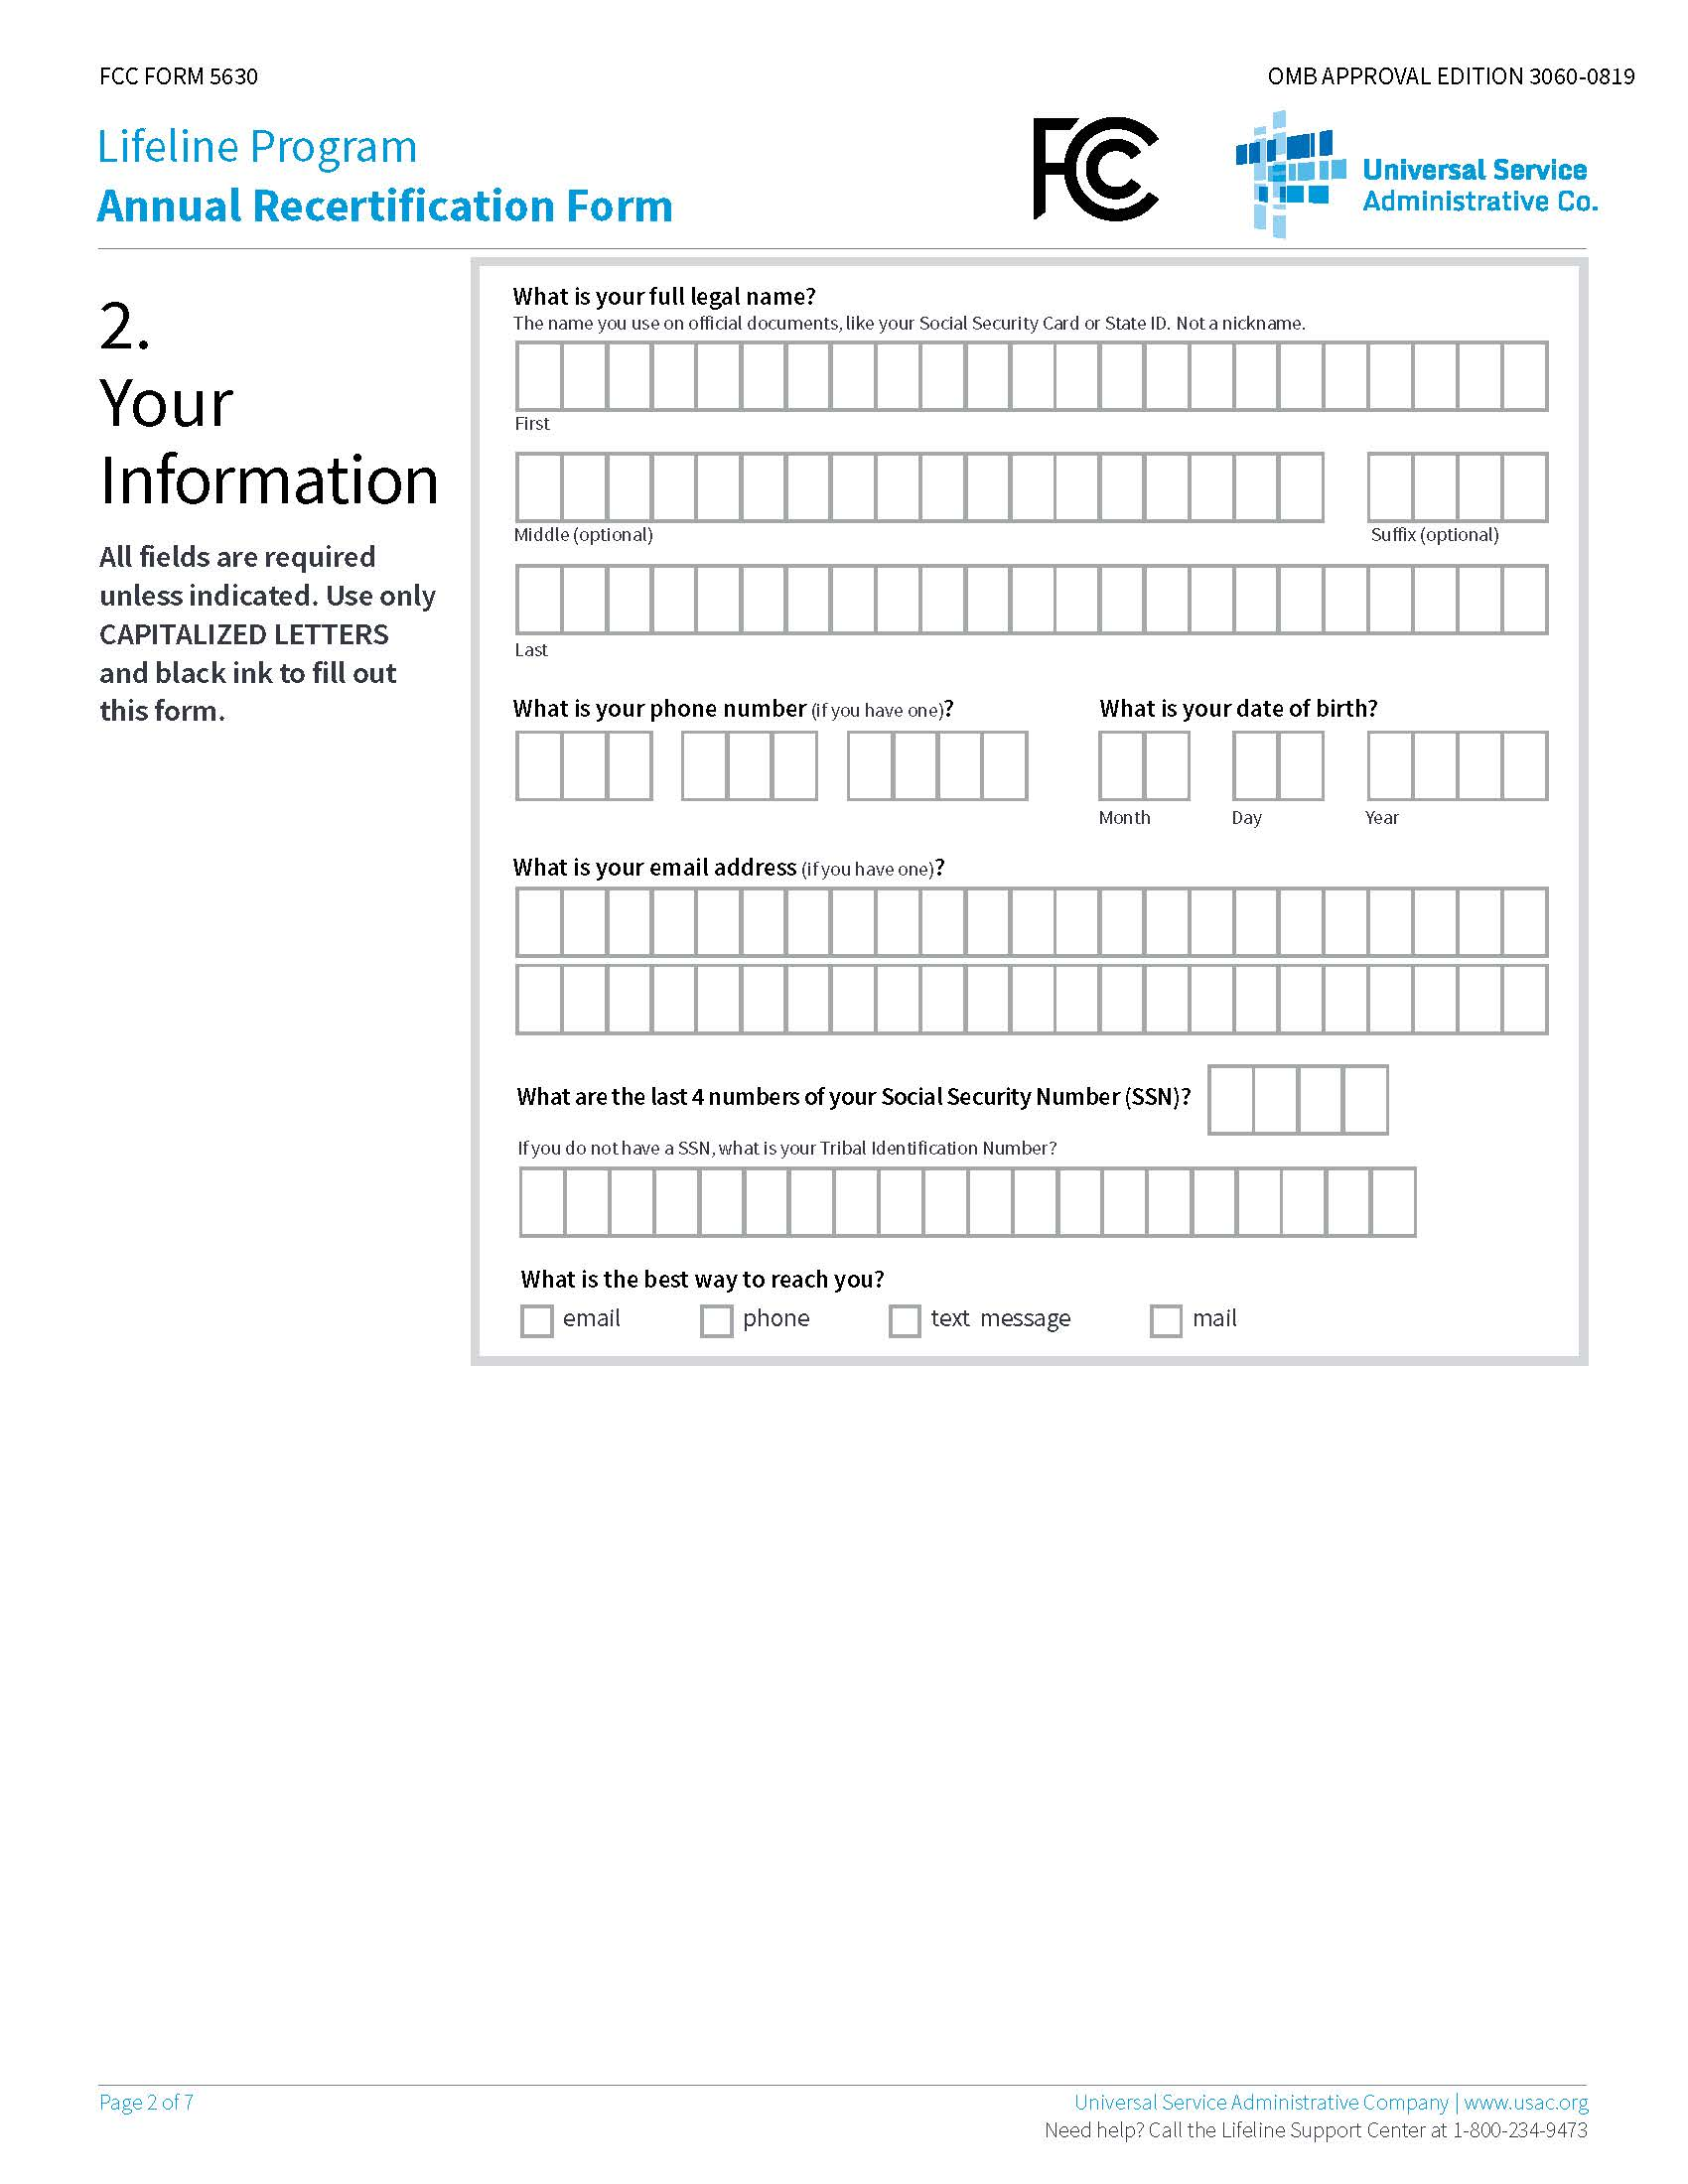 FCC FORM 5630
OMB APPROVAL EDITION 3060-0819
Lifeline Program
Annual Recertification Form
FCC
Universal Service
Administrative Co.
2.
Your
Information
All fields are required
unless indicated. Use only
CAPITALIZED LETTERS
and black ink to fill out
this form.
What is your full legal name?
The name you use on official documents, like your Social Security Card or State ID. Not a nickname.
First
Middle (optional)
Suffix (optional)
Last
What is your phone number (if you have one)?
What is your date of birth?
Month
Day
Year
What is your email address (if you have one)?
What are the last 4 numbers of your Social Security Number (SSN)?
If you do not have a SSN, what is your Tribal Identification Number?
What is the best way to reach you?
email
phone
text message
mail
Page 2 of 7
Universal Service Administrative Company | www.usac.org
Need help? Call the Lifeline Support Center at 1-800-234-9473